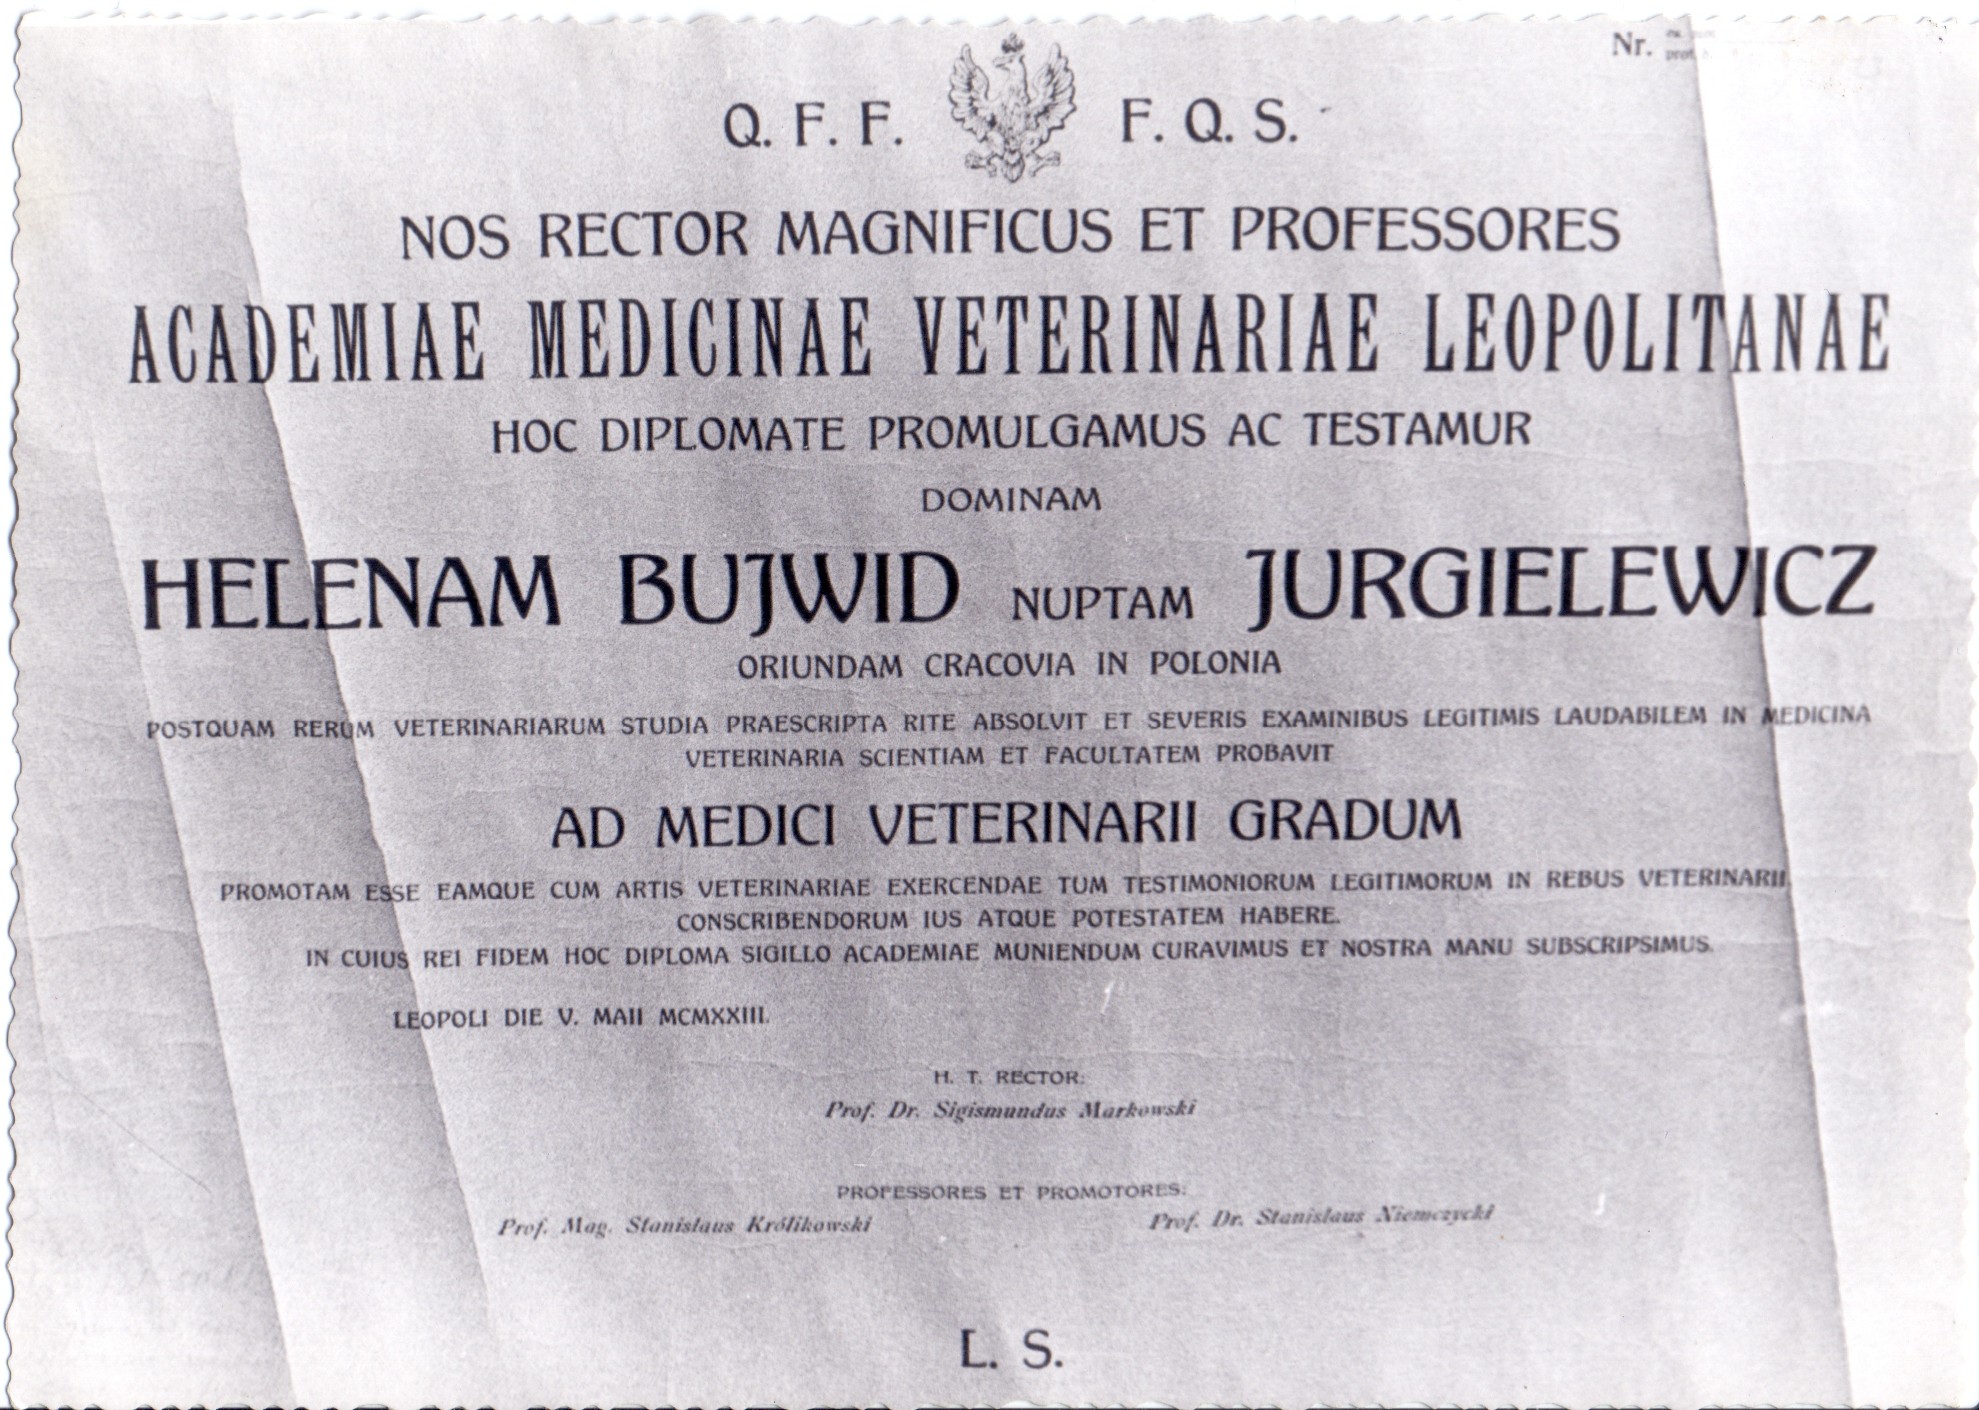 Nr.
Q. F. F. F. Q. S.
NOS RECTOR MAGNIFICUS ET PROFESSORES
ACADEMIAE MEDICINAE VETERINARIAE LEOPOLITANAE
HOC DIPLOMATE PROMULGAMUS AC TESTAMUR
DOMINAM
HELENAM BUJWID NUPTAM JURGIELEWICZ
ORIUNDAM CRACOVIA IN POLONIA
POSTQUAM RERUM VETERINARIARUM STUDIA PRAESCRIPTA RITE ABSOLVIT ET SEVERIS EXAMINIBUS LEGITIMIS LAUDABILEM IN MEDICINA
VETERINARIA SCIENTIAM ET FACULTATEM PROBAVIT
AD MEDICI VETERINARII GRADUM
PROMOTAM ESSE EAMQUE CUM ARTIS VETERINARIAE EXERCENDAE TUM TESTIMONIORUM LEGITIMORUM IN REBUS VETERINARII
CONSCRIBENDORUM IUS ATQUE POTESTATEM HABERE.
IN CUIUS REI FIDEM HOC DIPLOMA SIGILLO ACADEMIAE MUNIENDUM CURAVIMUS ET NOSTRA MANU SUBSCRIPSIMUS.
LEOPOLI DIE V. MAII MCMXXIII.
H. T. RECTOR:
Prof. Dr. Sigismundus Markowski
PROFESSORES ET PROMOTORES:
Prof. Mag. Stanislaus Królikowski Prof. Dr. Stanislaus Niemczycki
L. S.